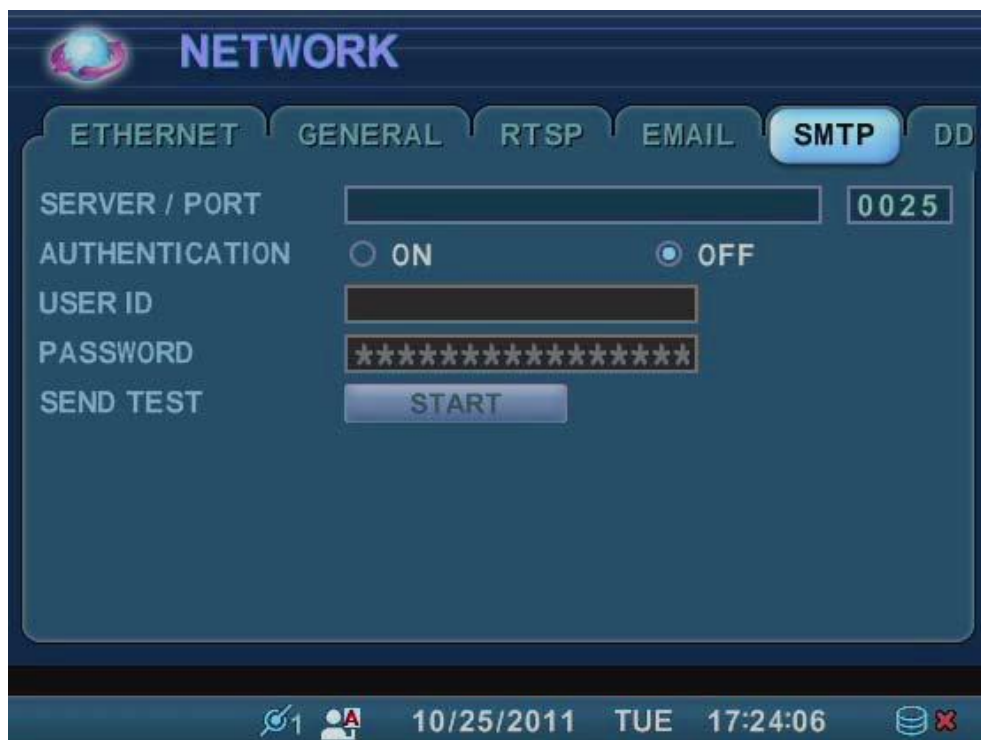 NETWORK
ETHERNET GENERAL RTSP EMAIL SMTP DD
SERVER / PORT 0025
AUTHENTICATION ON OFF
USER ID
PASSWORD ****************
SEND TEST START
1 A 10/25/2011 TUE 17:24:06